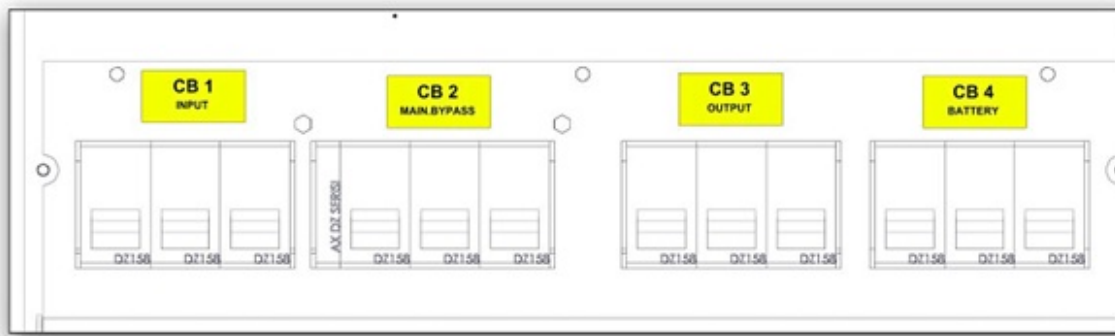 CB 1
INPUT
CB 2
MAIN.BYPASS
CB 3
OUTPUT
CB 4
BATTERY
AX DZ SERISI
DZ158 DZ158 DZ158
DZ158 DZ158 DZ158
DZ158 DZ158 DZ158
DZ158 DZ158 DZ158